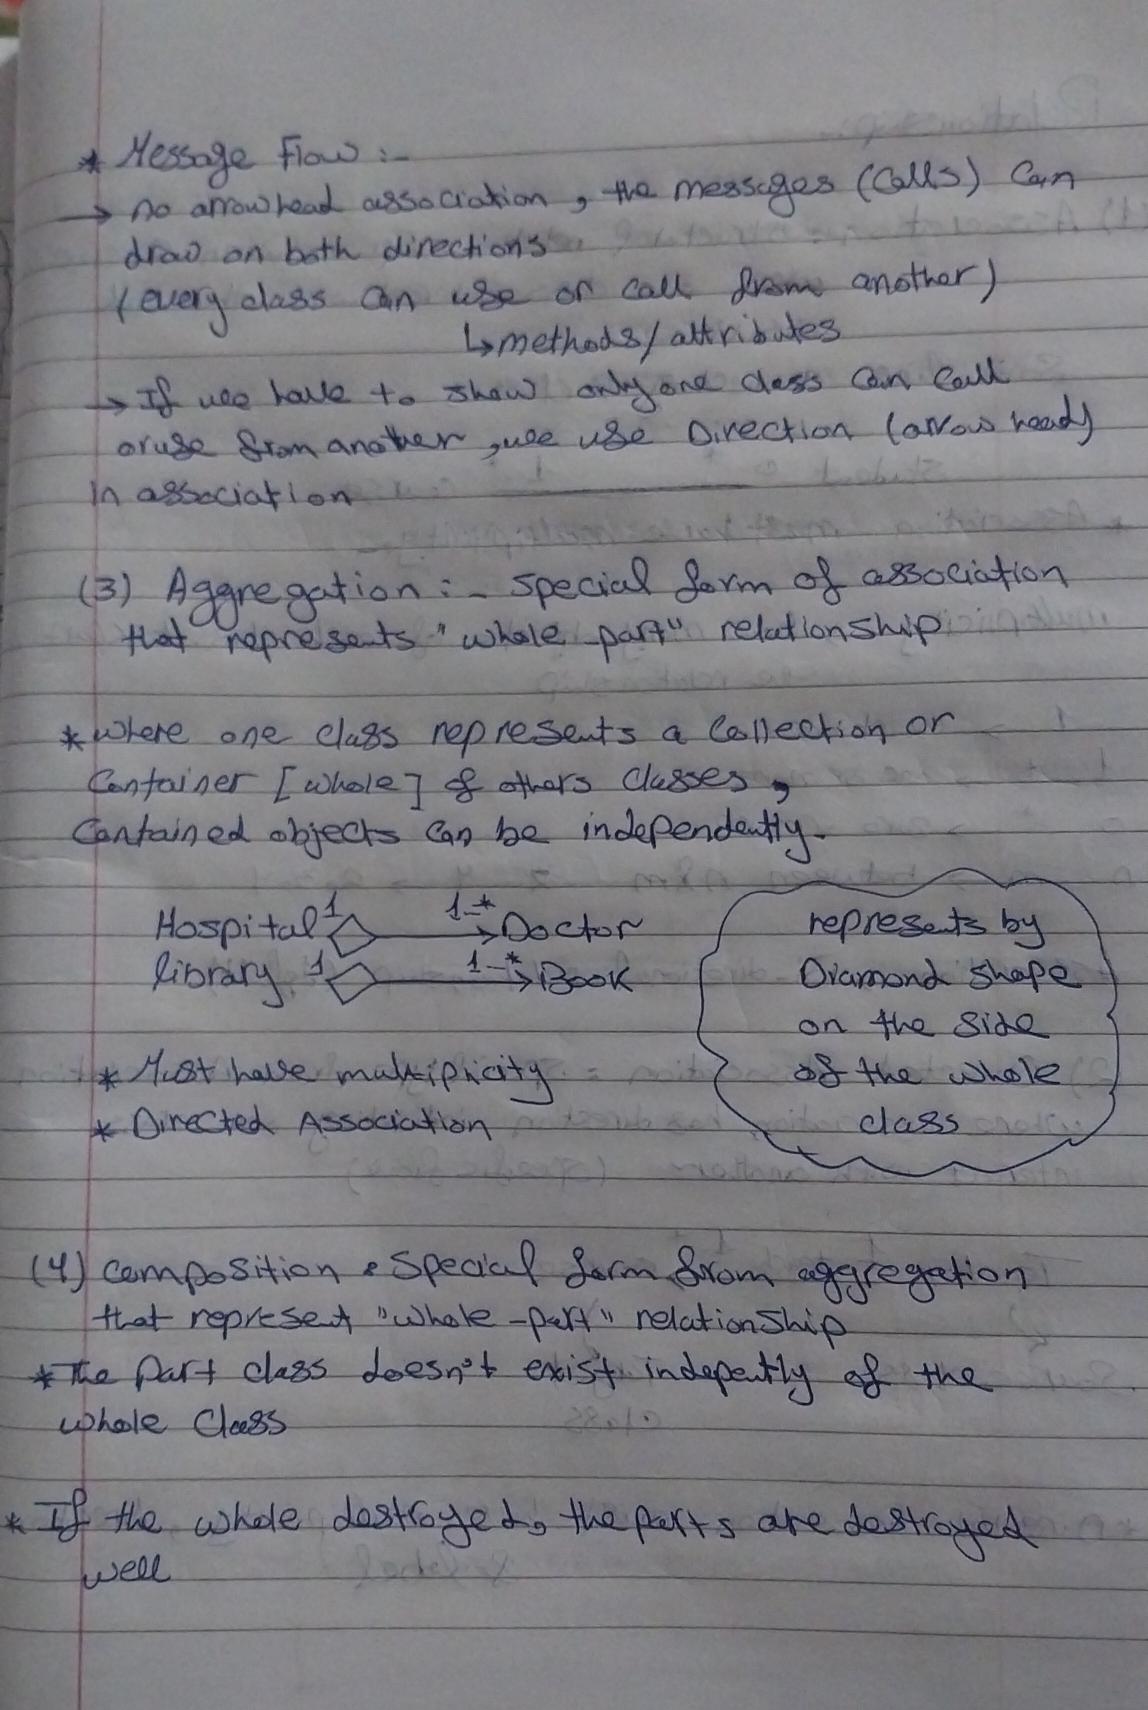 * Message Flow :-
→ no arrowhead association, the messages (calls) can
draw on both directions
(every class can use or call from another)
↳ methods/attributes
→ If we have to show only one class can call
or use from another, we use Direction (arrow head)
in association
(3) Aggregation :- special form of association
that represents "whole part" relationship
* where one class represents a collection or
Container [whole] of others classes,
Contained objects can be independently.
Hospital 1 ◇→ 1..* Doctor
library 1 ◇→ 1..* Book
represents by
Diamond shape
on the side
of the whole
class
* Must have multiplicity
* Directed Association
(4) composition : special form from aggregation
that represent "whole-part" relationship
* The part class doesn't exist indepently of the
whole class
* If the whole destroyed, the parts are destroyed
well